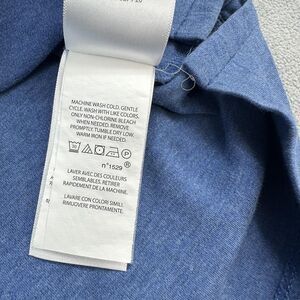 MACHINE WASH COLD. GENTLE
CYCLE. WASH WITH LIKE COLORS.
ONLY NON-CHLORINE BLEACH
WHEN NEEDED. REMOVE
PROMPTLY. TUMBLE DRY LOW.
WARM IRON IF NEEDED.
30 P
n°1529®
LAVER AVEC DES COULEURS
SEMBLABLES. RETIRER
RAPIDEMENT DE LA MACHINE.
LAVARE CON COLORI SIMILI.
RIMUOVERE PRONTAMENTE.